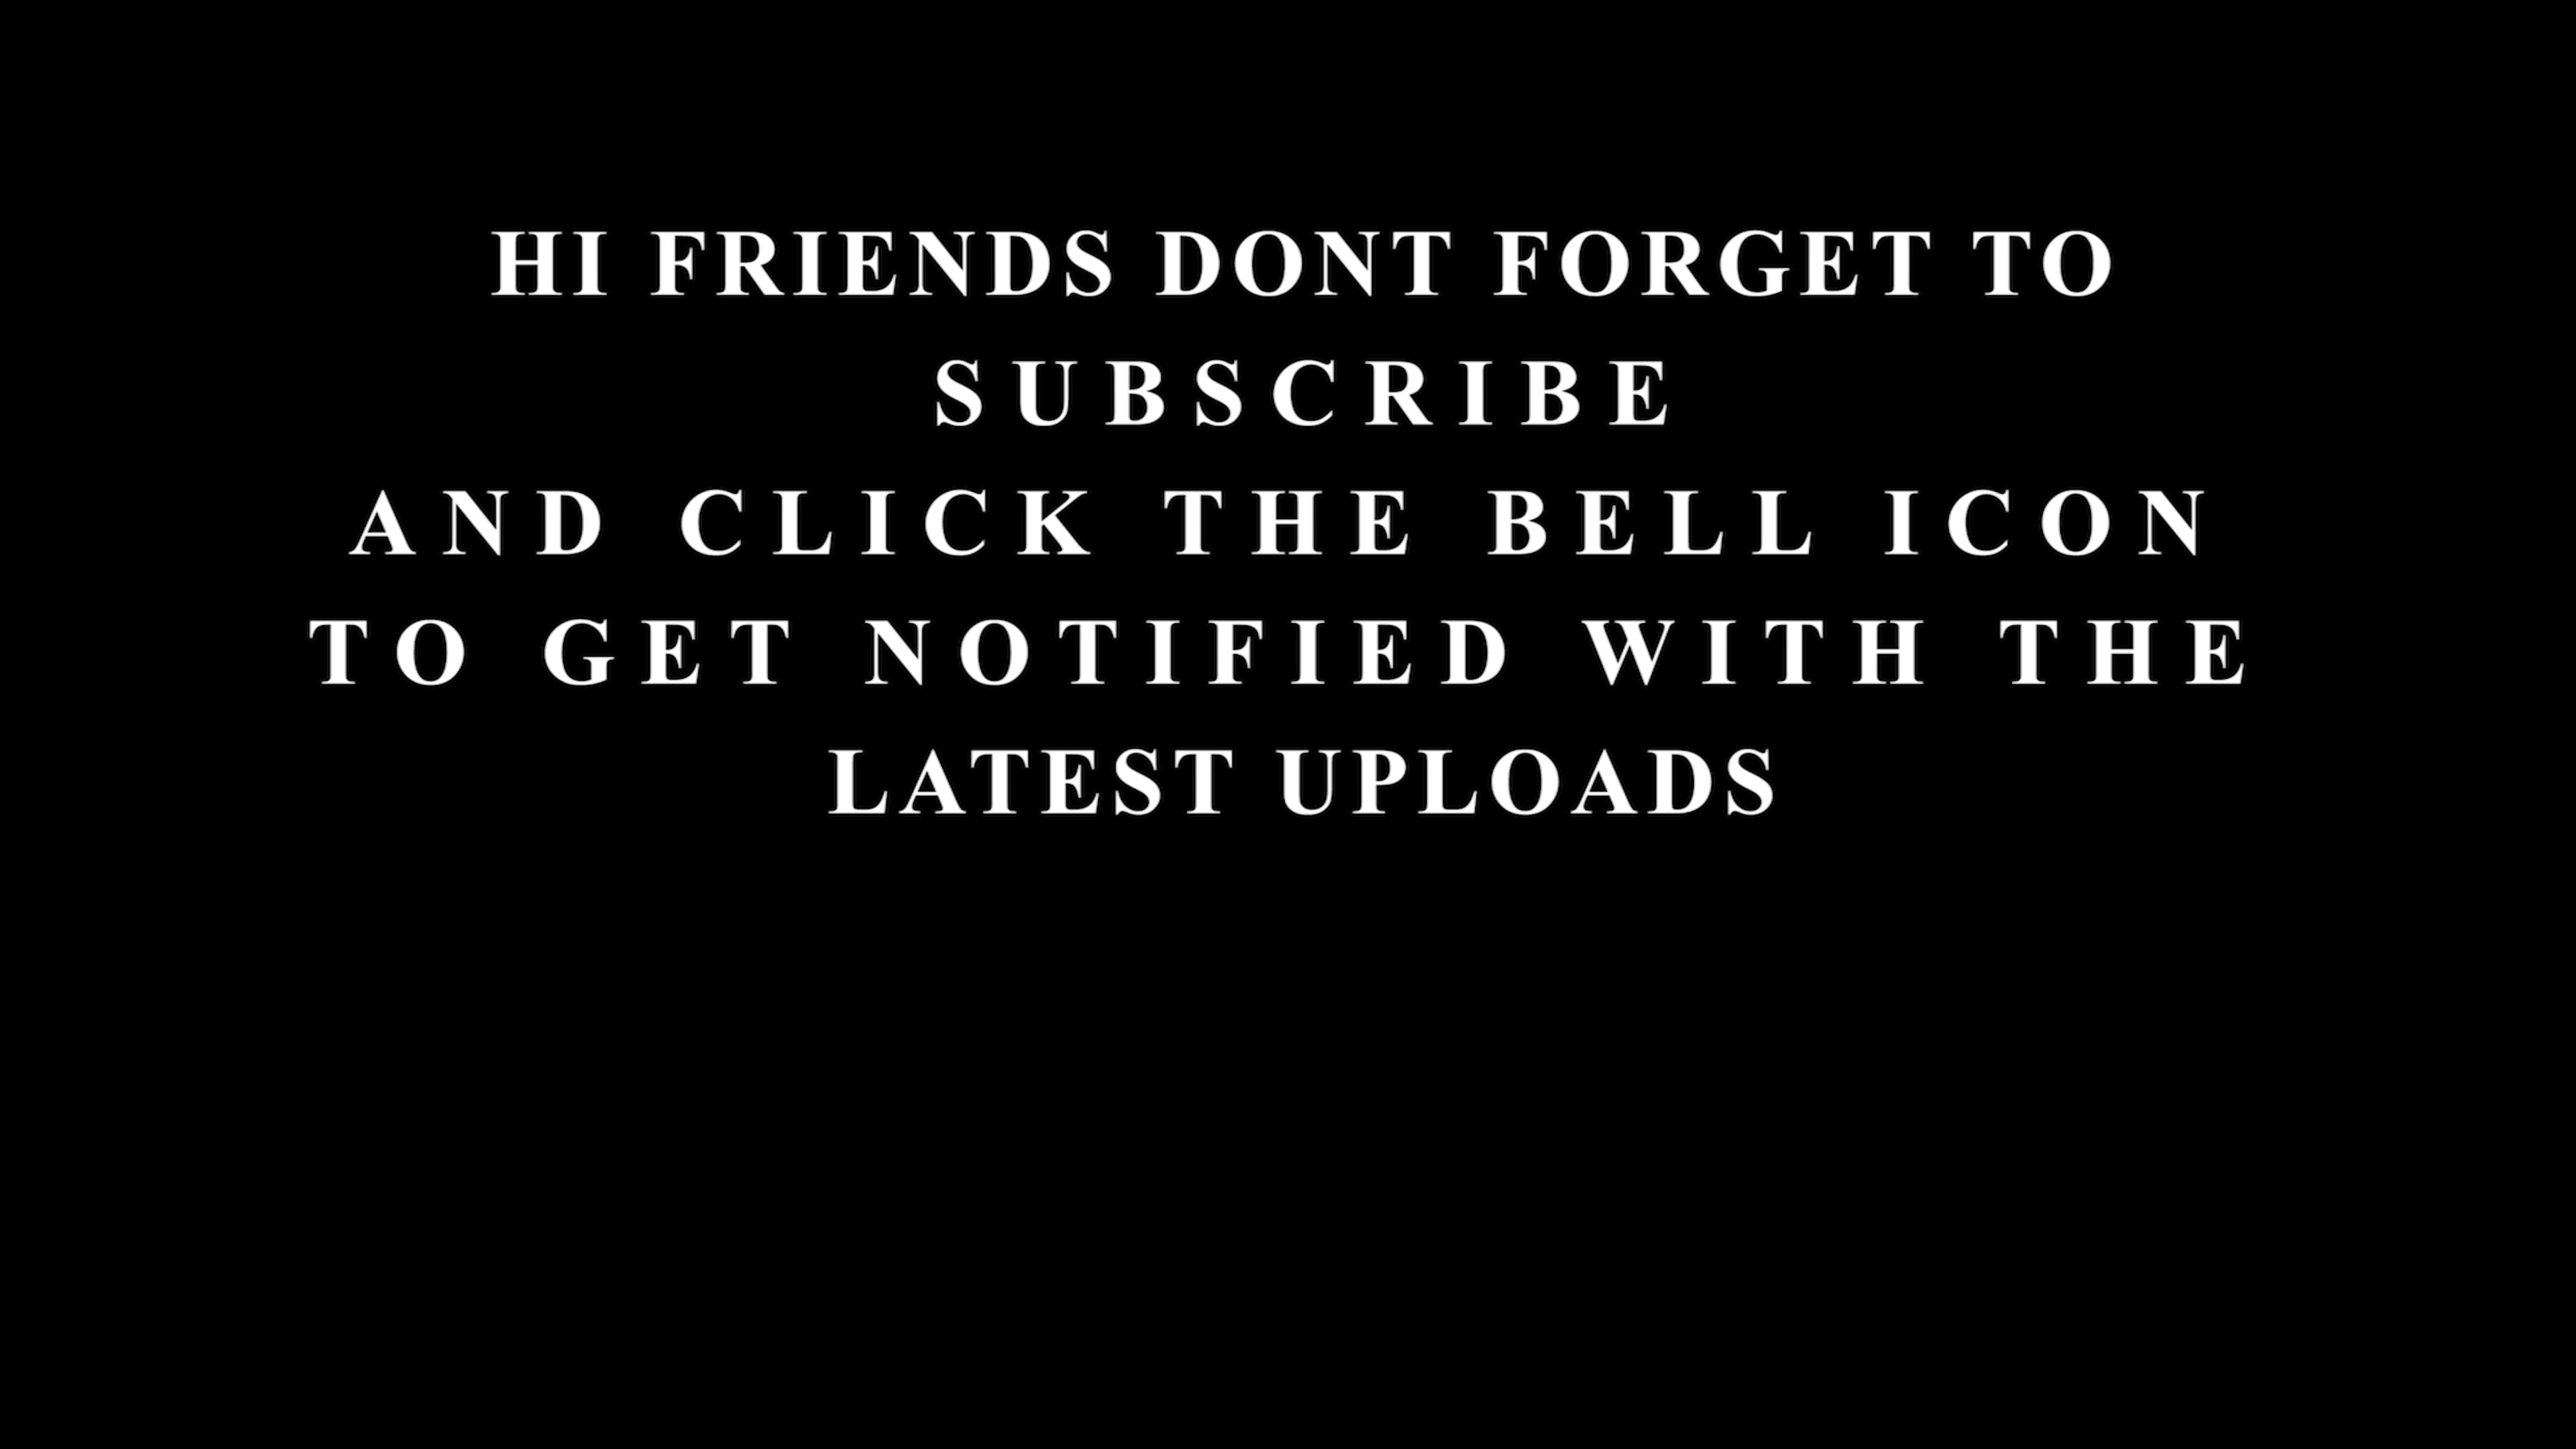 HI FRIENDS DONT FORGET TO
SUBSCRIBE
AND CLICK THE BELL ICON
TO GET NOTIFIED WITH THE
LATEST UPLOADS